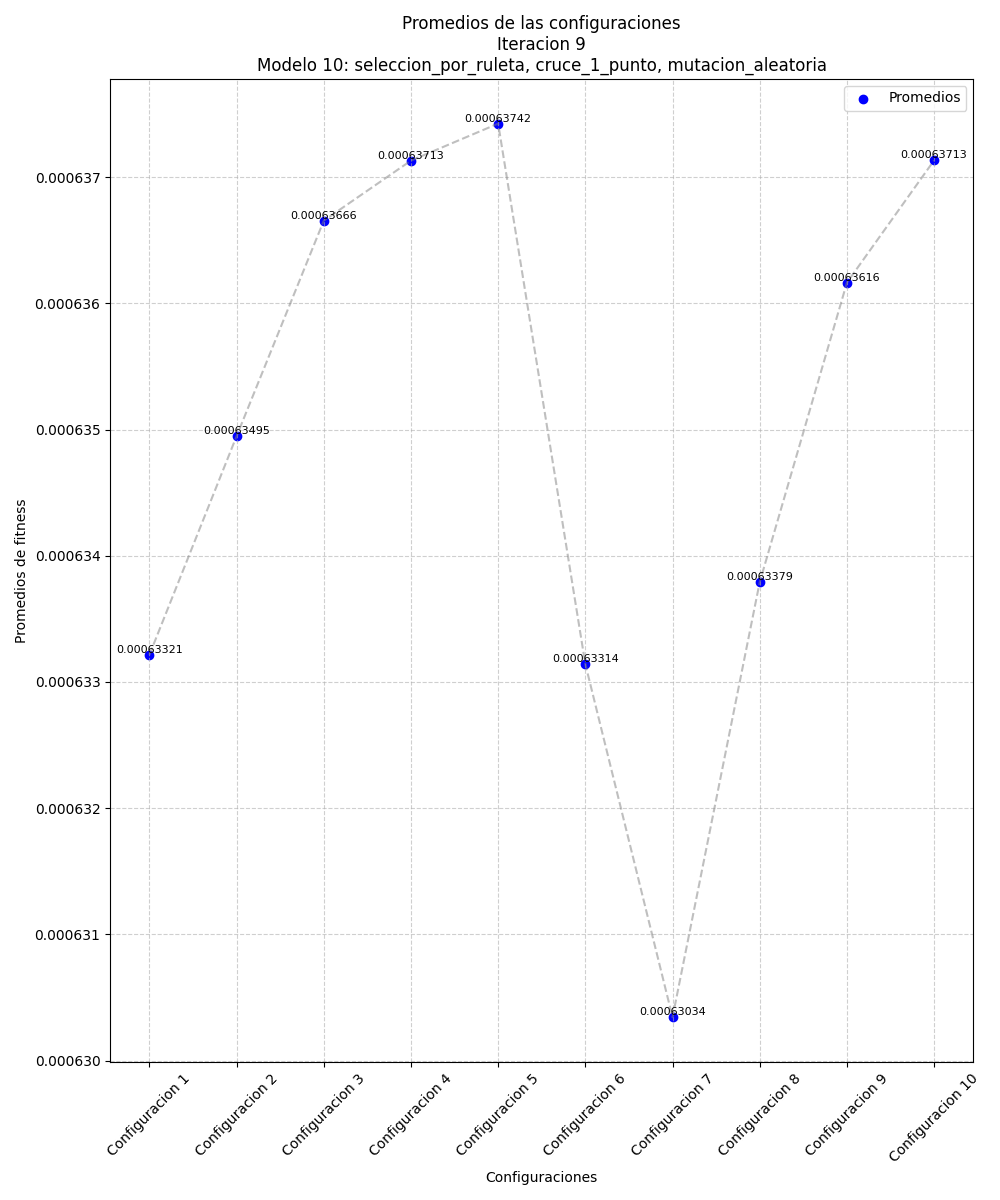 Promedios de las configuraciones
Iteracion 9
Modelo 10: seleccion_por_ruleta, cruce_1_punto, mutacion_aleatoria
Promedios
0.00063742
0.00063713
0.00063713
0.00063666
0.00063616
0.00063495
0.00063379
0.00063321
0.00063314
0.00063034
0.000637
0.000636
0.000635
0.000634
0.000633
0.000632
0.000631
0.000630
Promedios de fitness
Configuracion 1
Configuracion 2
Configuracion 3
Configuracion 4
Configuracion 5
Configuracion 6
Configuracion 7
Configuracion 8
Configuracion 9
Configuracion 10
Configuraciones